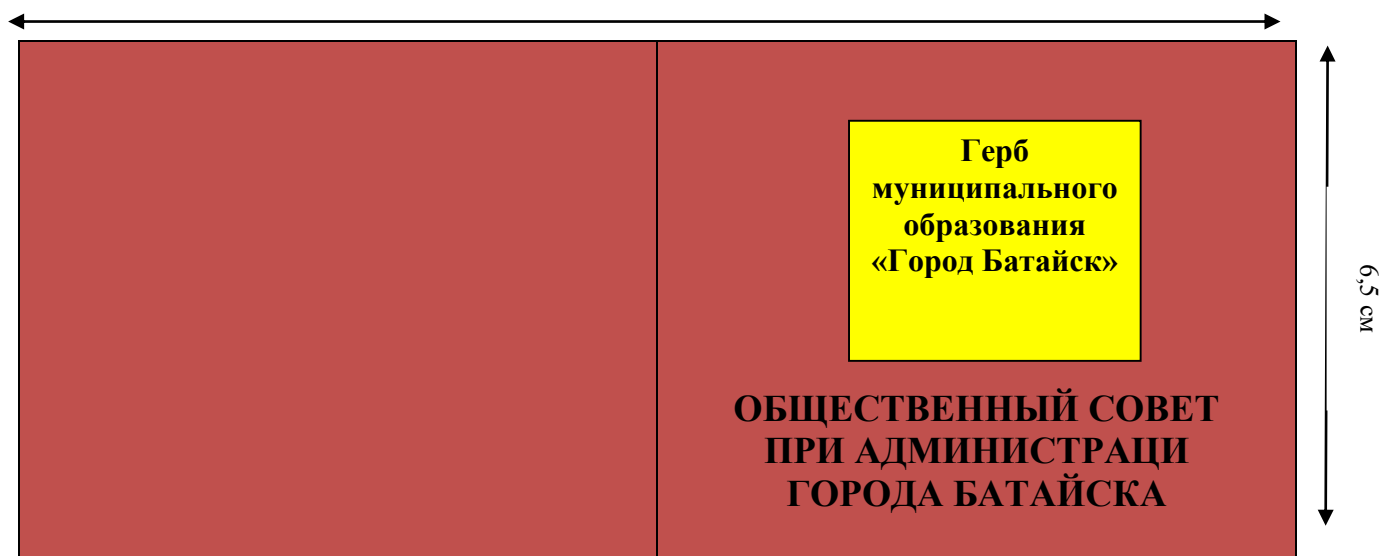 Герб
муниципального
образования
«Город Батайск»
6,5 см
ОБЩЕСТВЕННЫЙ СОВЕТ
ПРИ АДМИНИСТРАЦИ
ГОРОДА БАТАЙСКА